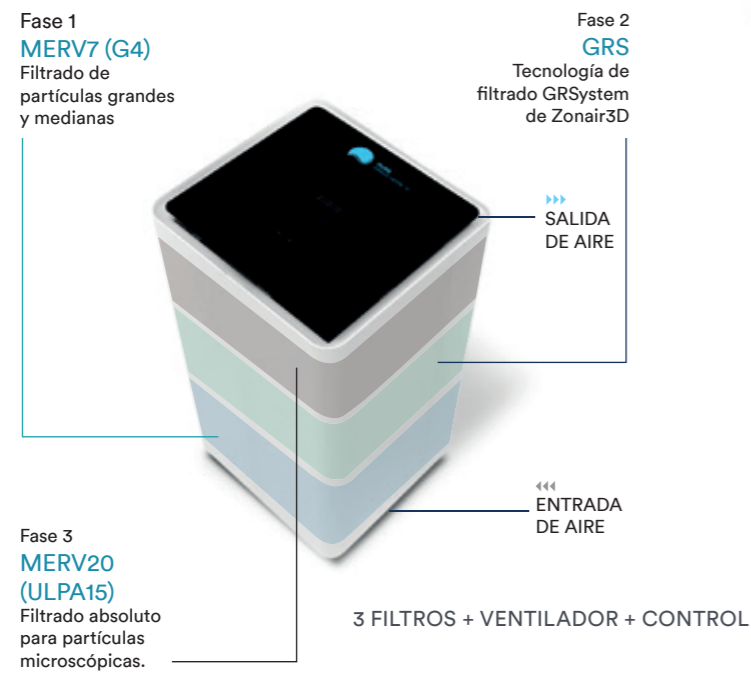 Fase 1
MERV7 (G4)
Filtrado de
partículas grandes
y medianas
Fase 2
GRS
Tecnología de
filtrado GRSystem
de Zonair3D
SALIDA
DE AIRE
ENTRADA
DE AIRE
Fase 3
MERV20
(ULPA15)
Filtrado absoluto
para partículas
microscópicas.
3 FILTROS + VENTILADOR + CONTROL